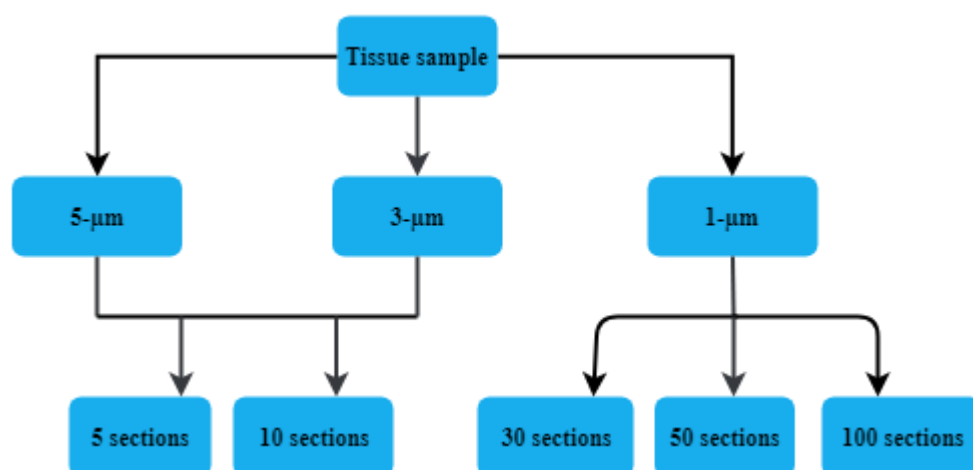 Tissue sample
5-μm
3-μm
1-μm
5 sections
10 sections
30 sections
50 sections
100 sections